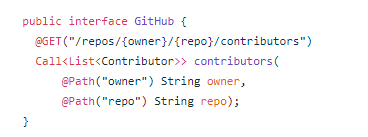 public interface GitHub {
  @GET("/repos/{owner}/{repo}/contributors")
  Call<List<Contributor>> contributors(
      @Path("owner") String owner,
      @Path("repo") String repo);
}